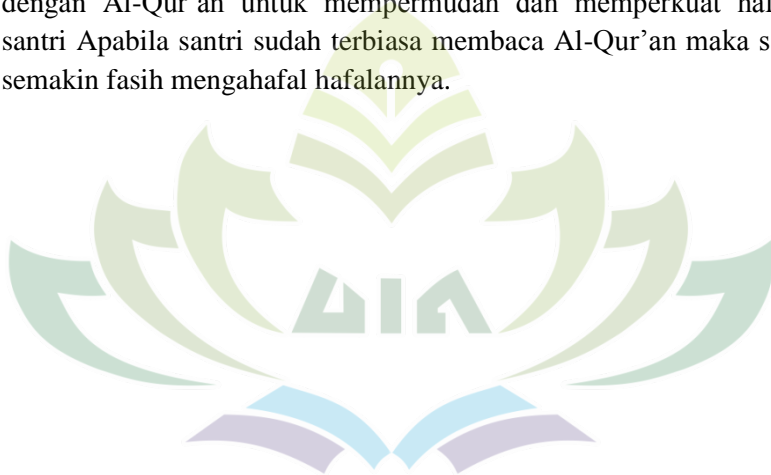 dengan Al-Qur'an untuk mempermudah dan memperkuat
santri Apabila santri sudah terbiasa membaca Al-Qur'an maka
semakin fasih mengahafal hafalannya.
UIN